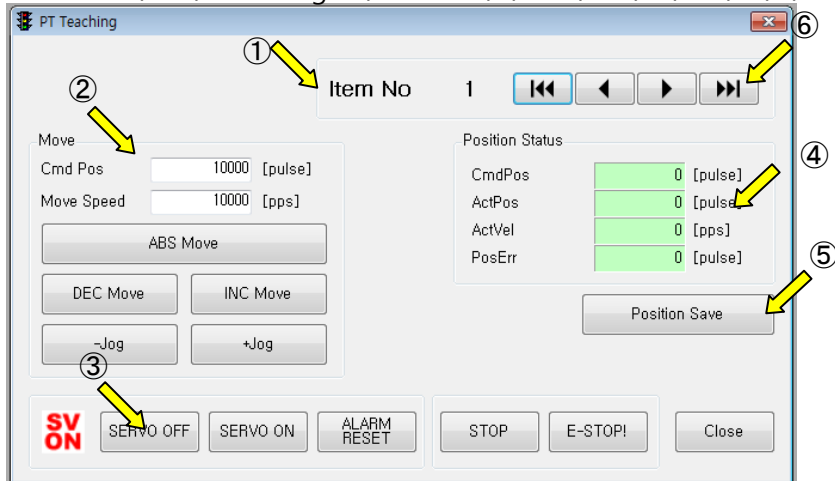 PT Teaching
①
⑥
Item No 1
②
Move
Cmd Pos 10000 [pulse]
Move Speed 10000 [pps]
ABS Move
DEC Move INC Move
-Jog +Jog
Position Status
④
CmdPos 0 [pulse]
ActPos 0 [pulse]
ActVel 0 [pps]
PosErr 0 [pulse]
⑤
Position Save
③
SV ON
SERVO OFF SERVO ON ALARM RESET STOP E-STOP! Close